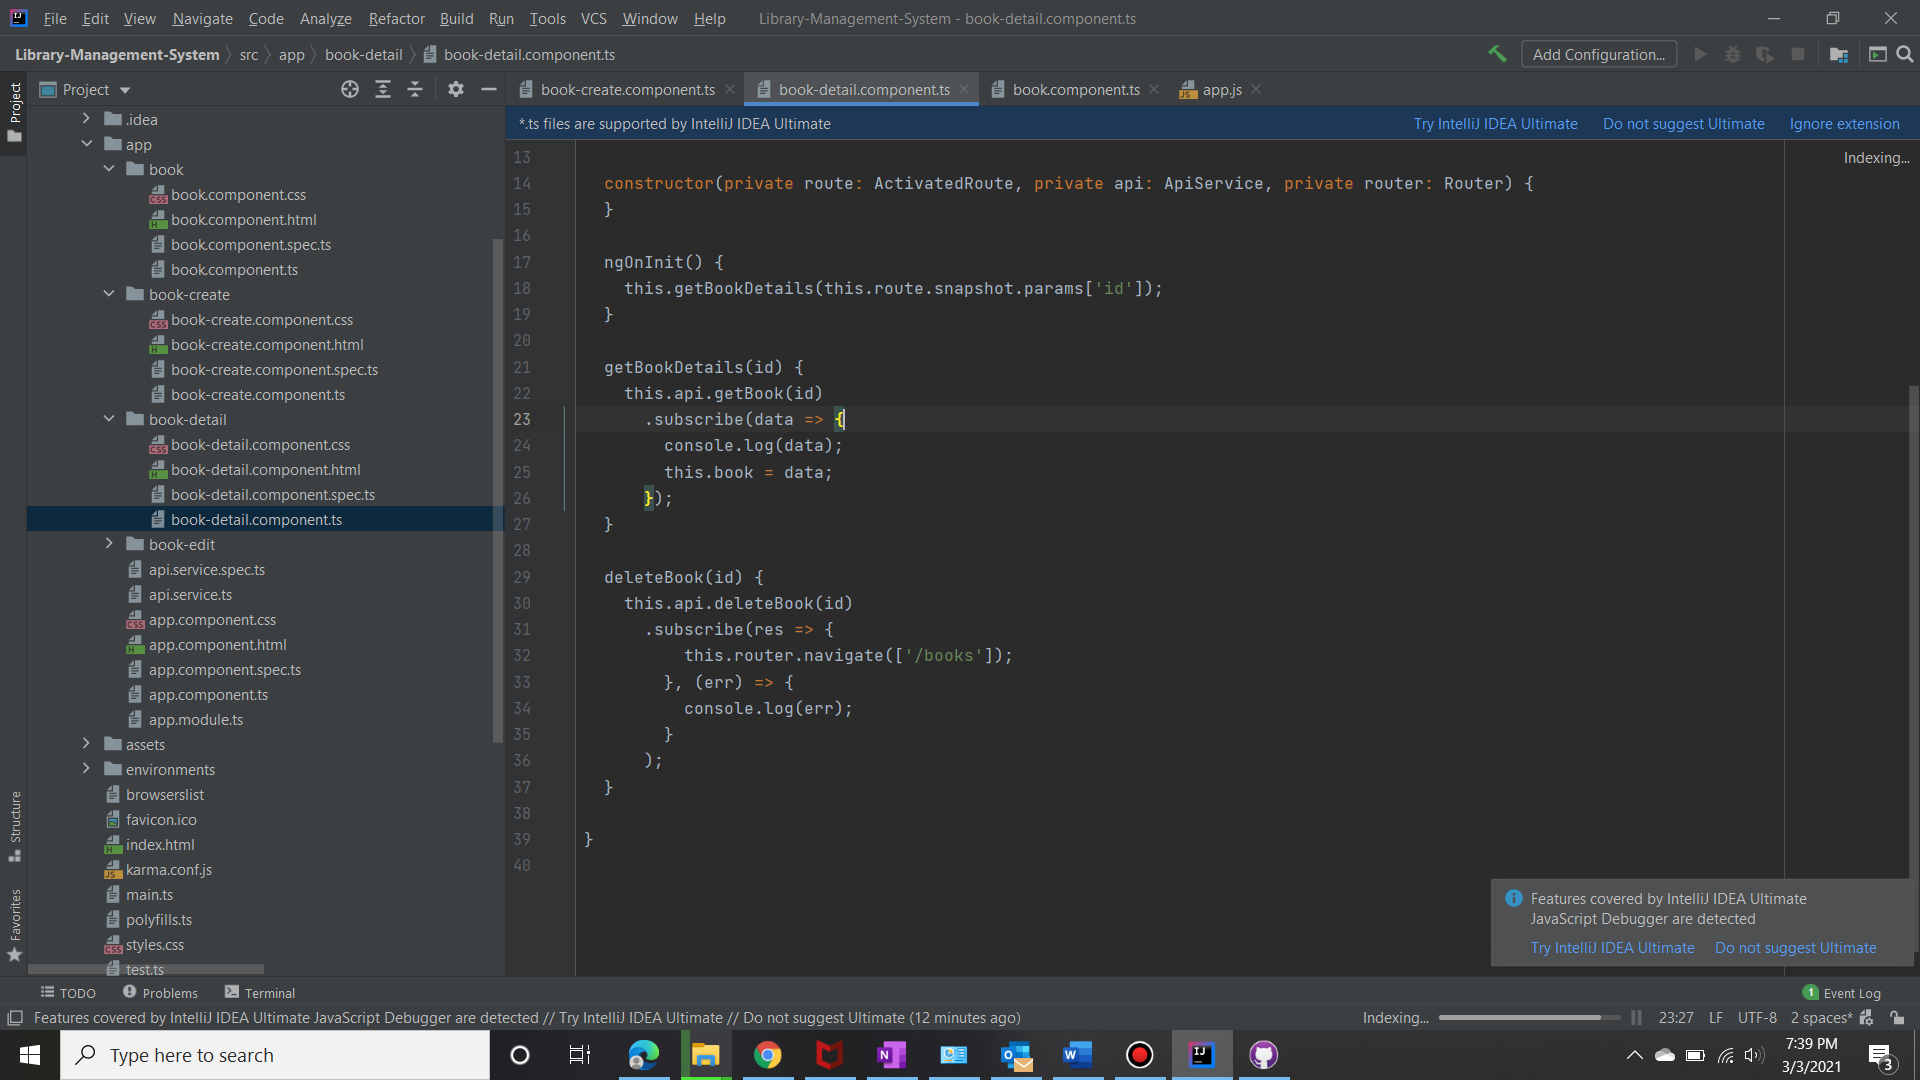 File Edit View Navigate Code Analyze Refactor Build Run Tools VCS Window Help Library-Management-System - book-detail.component.ts
Library-Management-System src app book-detail book-detail.component.ts Add Configuration...
Project
Project
book-create.component.ts book-detail.component.ts book.component.ts app.js
*.ts files are supported by IntelliJ IDEA Ultimate Try IntelliJ IDEA Ultimate Do not suggest Ultimate Ignore extension
Indexing...
.idea
app
book
book.component.css
book.component.html
book.component.spec.ts
book.component.ts
book-create
book-create.component.css
book-create.component.html
book-create.component.spec.ts
book-create.component.ts
book-detail
book-detail.component.css
book-detail.component.html
book-detail.component.spec.ts
book-detail.component.ts
book-edit
api.service.spec.ts
api.service.ts
app.component.css
app.component.html
app.component.spec.ts
app.component.ts
app.module.ts
assets
environments
browserslist
favicon.ico
index.html
karma.conf.js
main.ts
polyfills.ts
styles.css
test.ts
Structure
Favorites
13
14 constructor(private route: ActivatedRoute, private api: ApiService, private router: Router) {
15 }
16
17 ngOnInit() {
18 this.getBookDetails(this.route.snapshot.params['id']);
19 }
20
21 getBookDetails(id) {
22 this.api.getBook(id)
23 .subscribe(data => {
24 console.log(data);
25 this.book = data;
26 });
27 }
28
29 deleteBook(id) {
30 this.api.deleteBook(id)
31 .subscribe(res => {
32 this.router.navigate(['/books']);
33 }, (err) => {
34 console.log(err);
35 }
36 );
37 }
38
39 }
40
Features covered by IntelliJ IDEA Ultimate
JavaScript Debugger are detected
Try IntelliJ IDEA Ultimate Do not suggest Ultimate
TODO Problems Terminal 1 Event Log
Features covered by IntelliJ IDEA Ultimate JavaScript Debugger are detected // Try IntelliJ IDEA Ultimate // Do not suggest Ultimate (12 minutes ago) Indexing... 23:27 LF UTF-8 2 spaces*
Type here to search
7:39 PM
3/3/2021
3